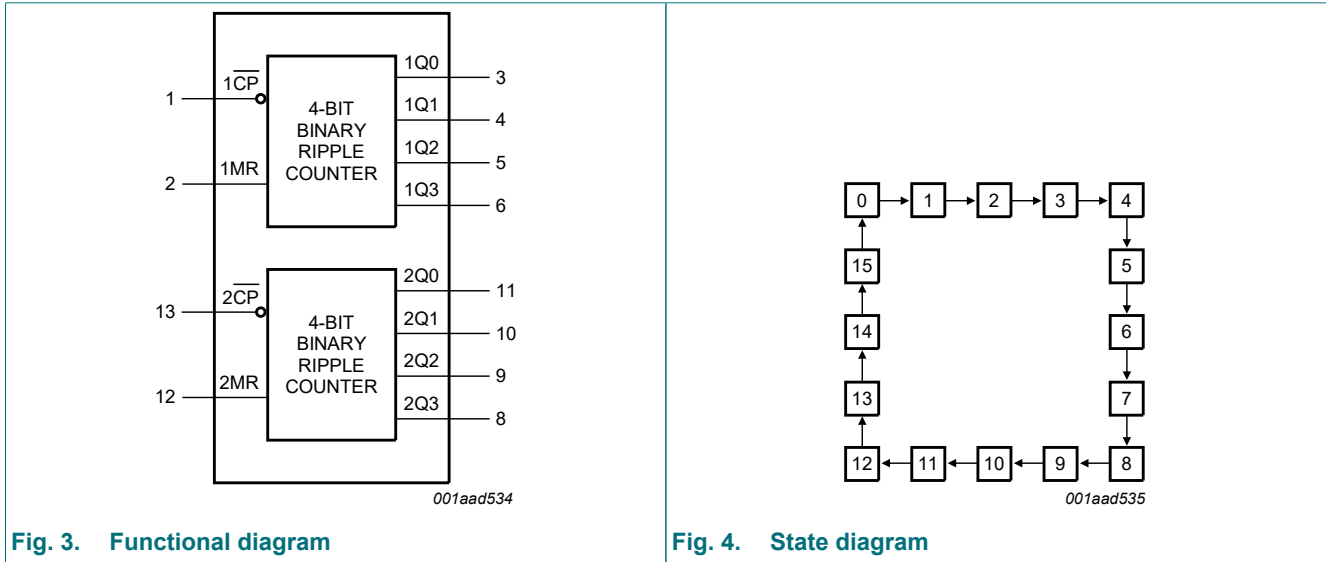 1CP
1
1MR
2
4-BIT
BINARY
RIPPLE
COUNTER
1Q0
3
1Q1
4
1Q2
5
1Q3
6
2CP
13
2MR
12
4-BIT
BINARY
RIPPLE
COUNTER
2Q0
11
2Q1
10
2Q2
9
2Q3
8
001aad534
Fig. 3. Functional diagram
0 1 2 3 4
15 5
14 6
13 7
12 11 10 9 8
001aad535
Fig. 4. State diagram